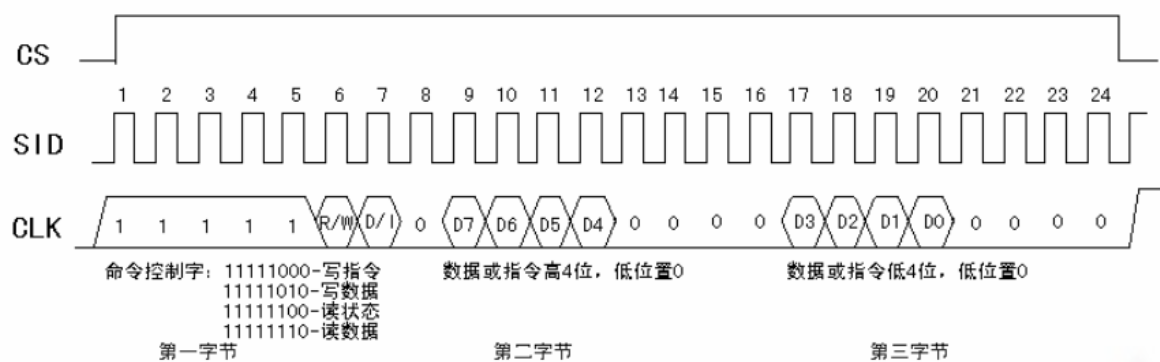 CS
1 2 3 4 5 6 7 8 9 10 11 12 13 14 15 16 17 18 19 20 21 22 23 24
SID
CLK 1 1 1 1 1 R/W D/I 0 D7 D6 D5 D4 0 0 0 0 D3 D2 D1 D0 0 0 0 0
命令控制字: 11111000-写指令 数据或指令高4位, 低位置0 数据或指令低4位, 低位置0
11111010-写数据
11111100-读状态
11111110-读数据
第一字节 第二字节 第三字节